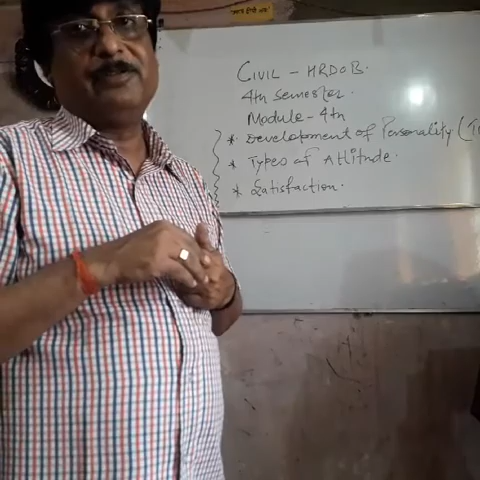 CIVIL - HRDOB.
4th semester.
Module - 4th
* Development of Personality (
* Types of Attitude.
* Satisfaction.